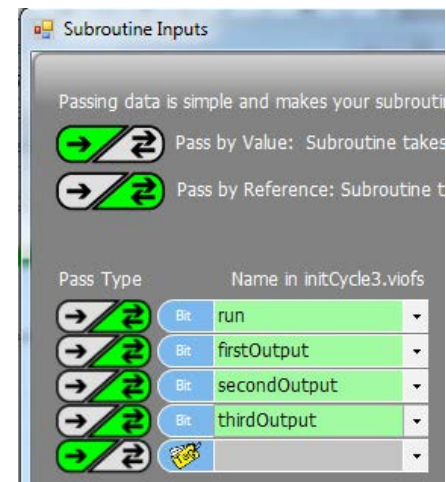 Subroutine Inputs
Passing data is simple and makes your subrouti
Pass by Value: Subroutine takes
Pass by Reference: Subroutine t
Pass Type Name in initCycle3.viofs
Bit run
Bit firstOutput
Bit secondOutput
Bit thirdOutput